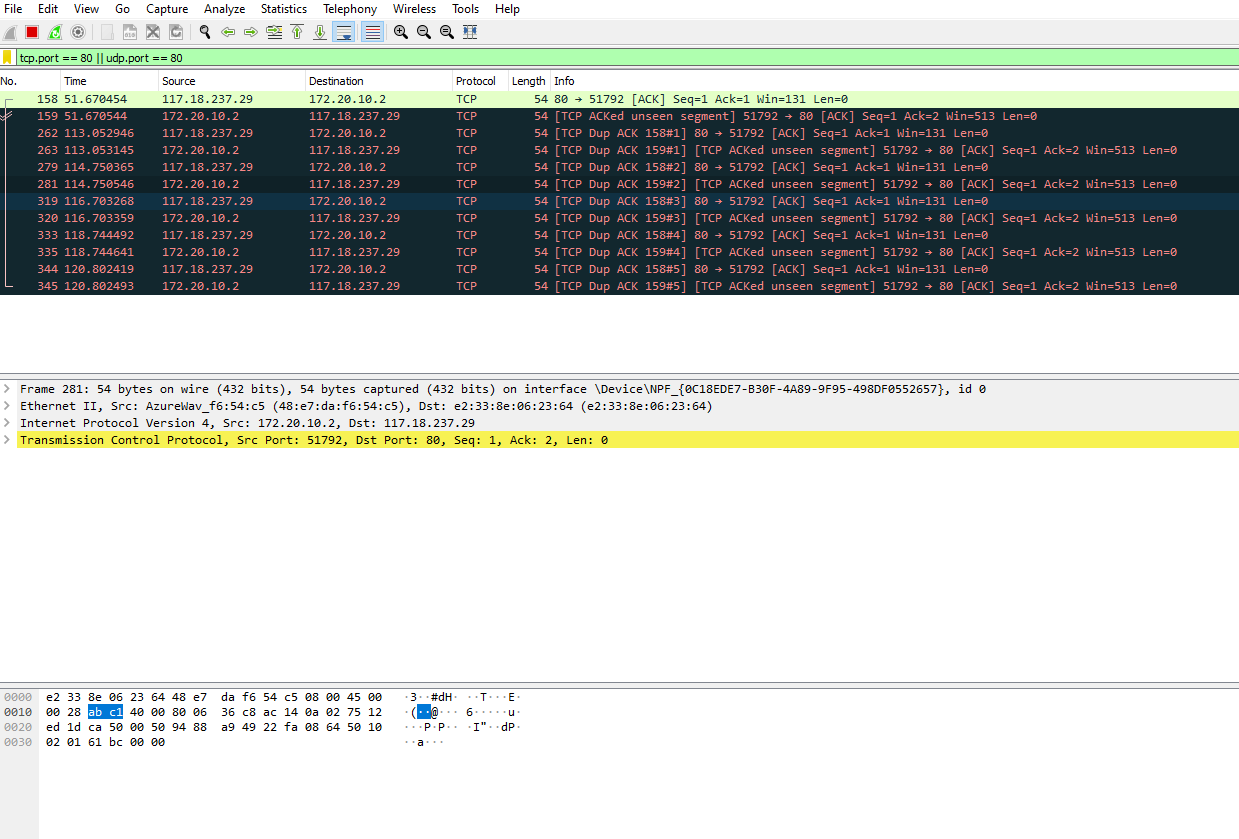 File Edit View Go Capture Analyze Statistics Telephony Wireless Tools Help
tcp.port == 80 || udp.port == 80
No. Time Source Destination Protocol Length Info
158 51.670454 117.18.237.29 172.20.10.2 TCP 54 80 → 51792 [ACK] Seq=1 Ack=1 Win=131 Len=0
159 51.670544 172.20.10.2 117.18.237.29 TCP 54 [TCP ACKed unseen segment] 51792 → 80 [ACK] Seq=1 Ack=2 Win=513 Len=0
262 113.052946 117.18.237.29 172.20.10.2 TCP 54 [TCP Dup ACK 158#1] 80 → 51792 [ACK] Seq=1 Ack=1 Win=131 Len=0
263 113.053145 172.20.10.2 117.18.237.29 TCP 54 [TCP Dup ACK 159#1] [TCP ACKed unseen segment] 51792 → 80 [ACK] Seq=1 Ack=2 Win=513 Len=0
279 114.750365 117.18.237.29 172.20.10.2 TCP 54 [TCP Dup ACK 158#2] 80 → 51792 [ACK] Seq=1 Ack=1 Win=131 Len=0
281 114.750546 172.20.10.2 117.18.237.29 TCP 54 [TCP Dup ACK 159#2] [TCP ACKed unseen segment] 51792 → 80 [ACK] Seq=1 Ack=2 Win=513 Len=0
319 116.703268 117.18.237.29 172.20.10.2 TCP 54 [TCP Dup ACK 158#3] 80 → 51792 [ACK] Seq=1 Ack=1 Win=131 Len=0
320 116.703359 172.20.10.2 117.18.237.29 TCP 54 [TCP Dup ACK 159#3] [TCP ACKed unseen segment] 51792 → 80 [ACK] Seq=1 Ack=2 Win=513 Len=0
333 118.744492 117.18.237.29 172.20.10.2 TCP 54 [TCP Dup ACK 158#4] 80 → 51792 [ACK] Seq=1 Ack=1 Win=131 Len=0
335 118.744641 172.20.10.2 117.18.237.29 TCP 54 [TCP Dup ACK 159#4] [TCP ACKed unseen segment] 51792 → 80 [ACK] Seq=1 Ack=2 Win=513 Len=0
344 120.802419 117.18.237.29 172.20.10.2 TCP 54 [TCP Dup ACK 158#5] 80 → 51792 [ACK] Seq=1 Ack=1 Win=131 Len=0
345 120.802493 172.20.10.2 117.18.237.29 TCP 54 [TCP Dup ACK 159#5] [TCP ACKed unseen segment] 51792 → 80 [ACK] Seq=1 Ack=2 Win=513 Len=0
Frame 281: 54 bytes on wire (432 bits), 54 bytes captured (432 bits) on interface \Device\NPF_{0C18EDE7-B30F-4A89-9F95-498DF0552657}, id 0
Ethernet II, Src: AzureWav_f6:54:c5 (48:e7:da:f6:54:c5), Dst: e2:33:8e:06:23:64 (e2:33:8e:06:23:64)
Internet Protocol Version 4, Src: 172.20.10.2, Dst: 117.18.237.29
Transmission Control Protocol, Src Port: 51792, Dst Port: 80, Seq: 1, Ack: 2, Len: 0
0000 e2 33 8e 06 23 64 48 e7 da f6 54 c5 08 00 45 00 ·3··#dH· ··T···E·
0010 00 28 ab c1 40 00 80 06 36 c8 ac 14 0a 02 75 12 ·(··@··· 6·····u·
0020 ed 1d ca 50 00 50 94 88 a9 49 22 fa 08 64 50 10 ···P·P·· ·I"··dP·
0030 02 01 61 bc 00 00 ··a···